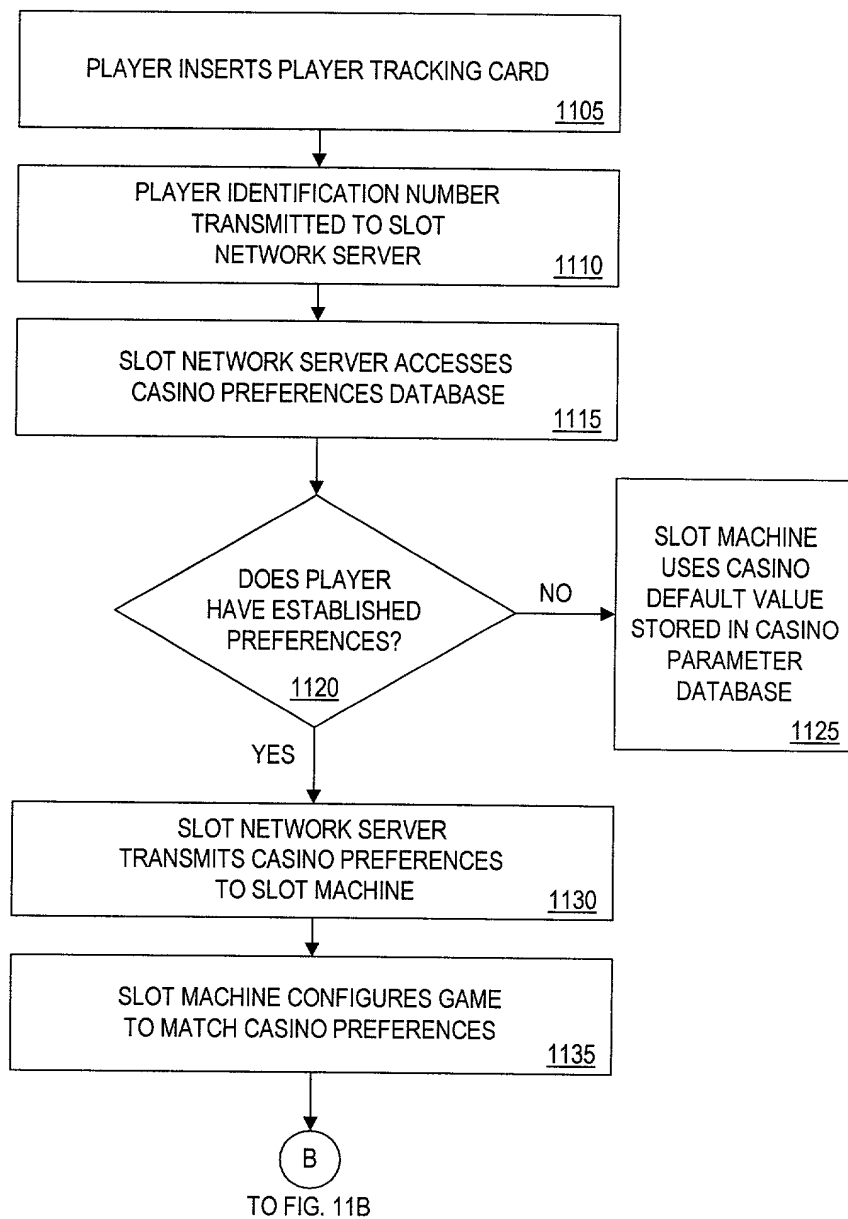 PLAYER INSERTS PLAYER TRACKING CARD
1105
PLAYER IDENTIFICATION NUMBER
TRANSMITTED TO SLOT
NETWORK SERVER
1110
SLOT NETWORK SERVER ACCESSES
CASINO PREFERENCES DATABASE
1115
DOES PLAYER
HAVE ESTABLISHED
PREFERENCES?
1120
NO
SLOT MACHINE
USES CASINO
DEFAULT VALUE
STORED IN CASINO
PARAMETER
DATABASE
1125
YES
SLOT NETWORK SERVER
TRANSMITS CASINO PREFERENCES
TO SLOT MACHINE
1130
SLOT MACHINE CONFIGURES GAME
TO MATCH CASINO PREFERENCES
1135
B
TO FIG. 11B